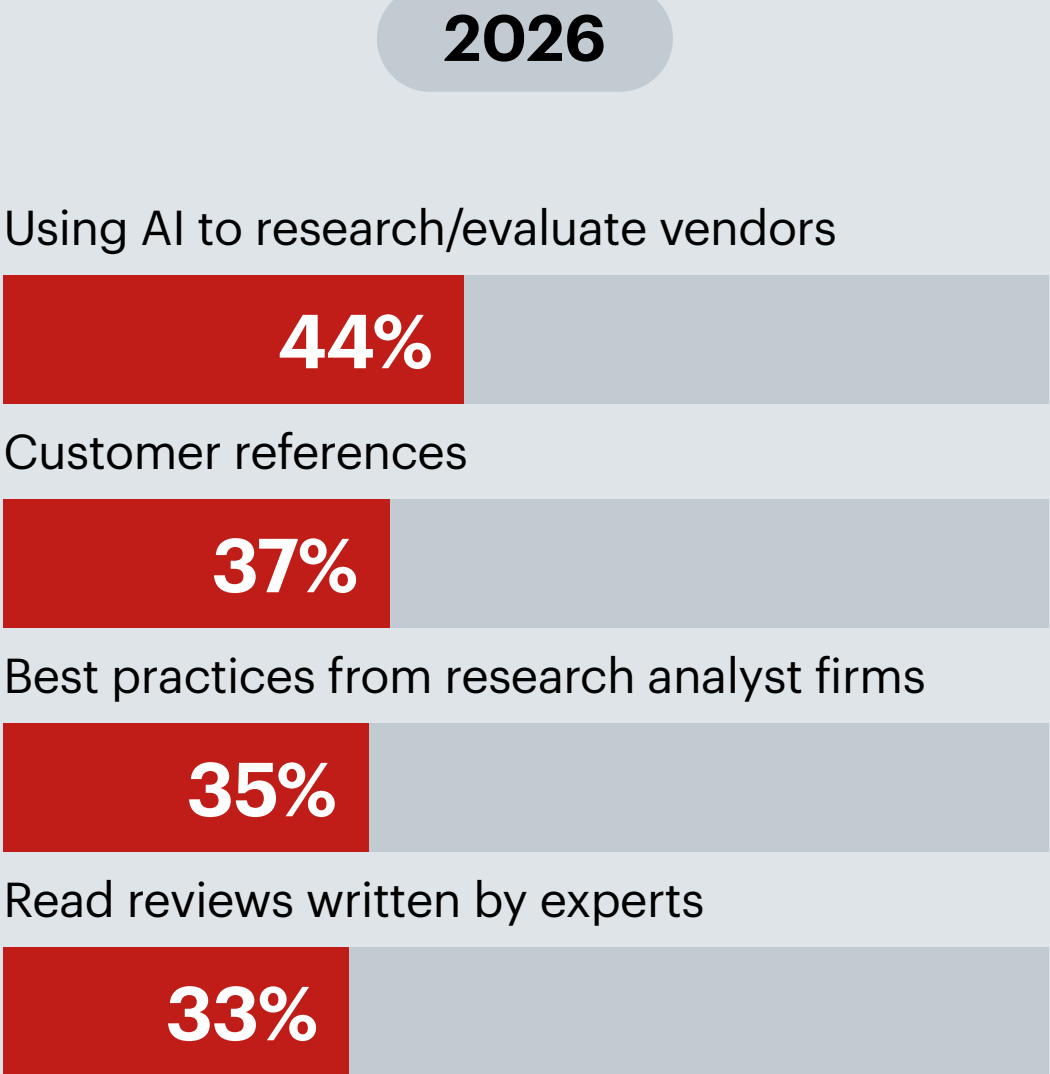 2026
Using AI to research/evaluate vendors
44%
Customer references
37%
Best practices from research analyst firms
35%
Read reviews written by experts
33%